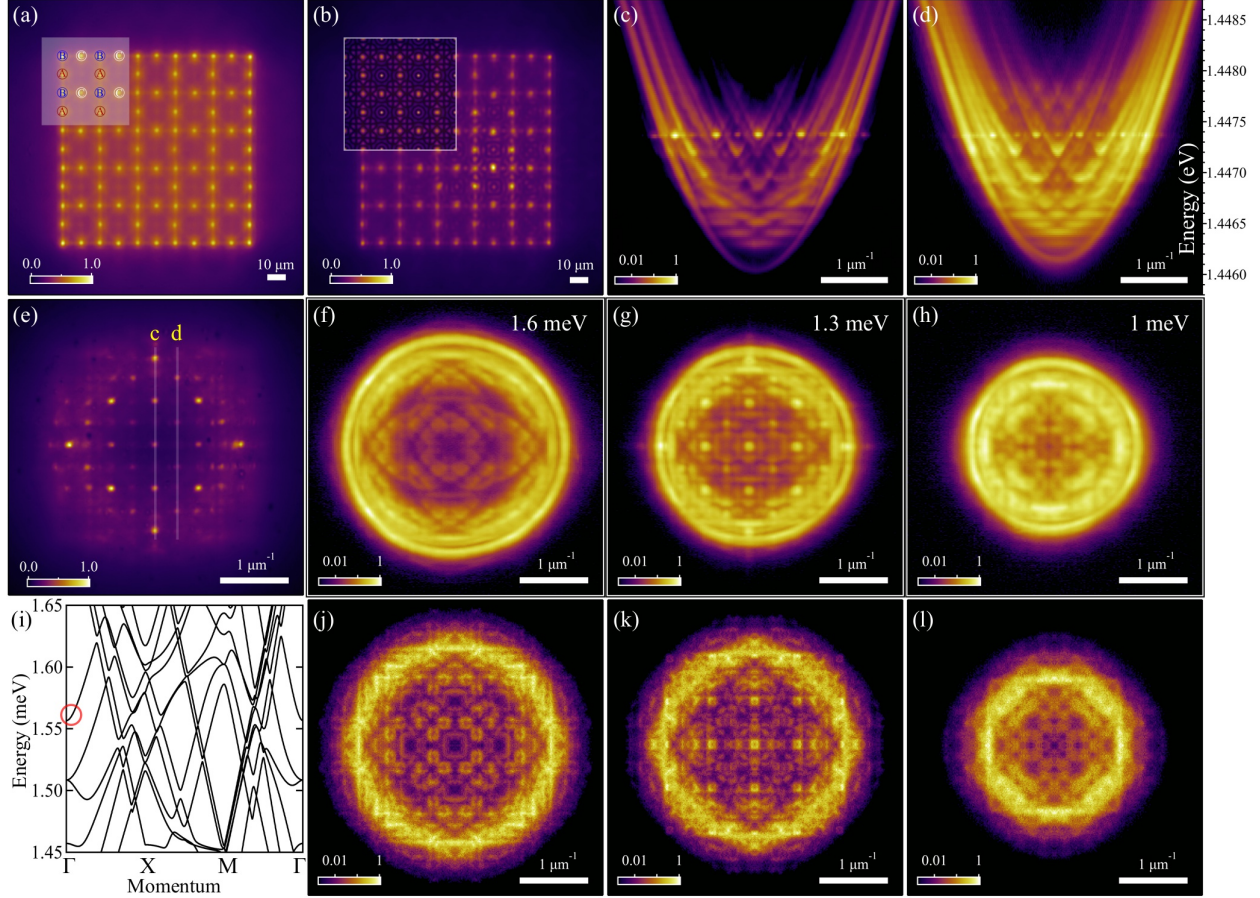 (a)
B C B C
A A
B C B C
A A
0.0 1.0
10 μm
(b)
0.0 1.0
10 μm
(c)
0.01 1
1 μm⁻¹
(d)
0.01 1
1 μm⁻¹
1.4485
1.4480
1.4475
1.4470
1.4465
1.4460
Energy (eV)
(e)
c d
0.0 1.0
1 μm⁻¹
(f)
1.6 meV
0.01 1
1 μm⁻¹
(g)
1.3 meV
0.01 1
1 μm⁻¹
(h)
1 meV
0.01 1
1 μm⁻¹
(i)
1.65
1.60
1.55
1.50
1.45
Energy (meV)
Γ X M Γ
Momentum
(j)
0.01 1
1 μm⁻¹
(k)
0.01 1
1 μm⁻¹
(l)
0.01 1
1 μm⁻¹